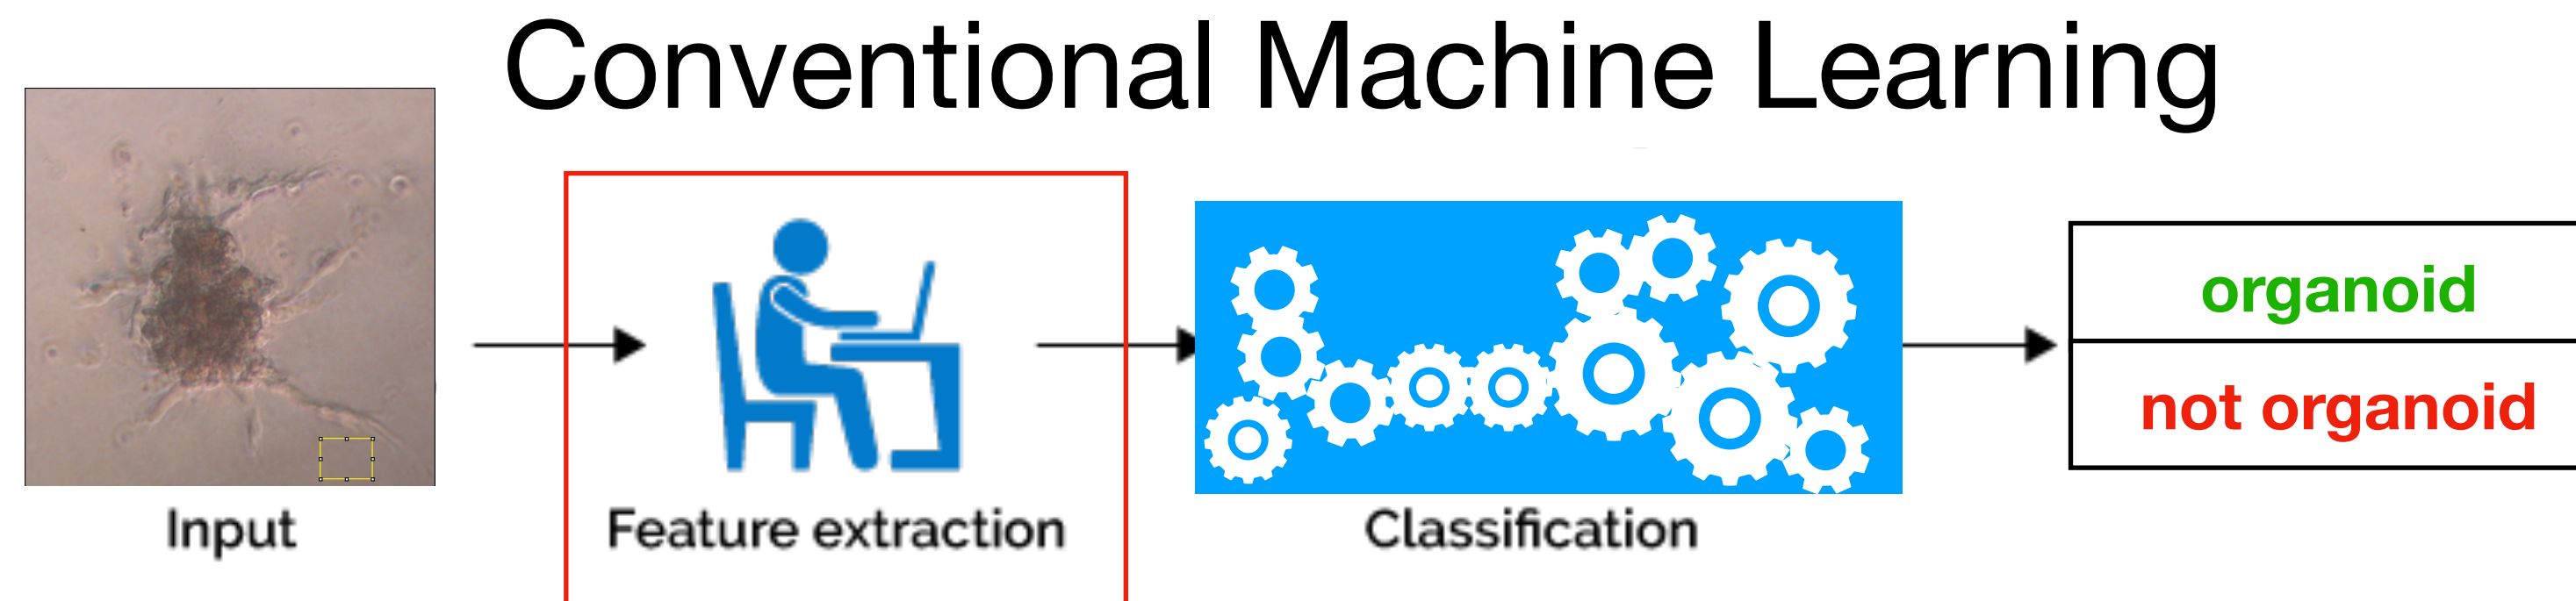 Conventional Machine Learning
organoid
not organoid
Input
Feature extraction
Classification